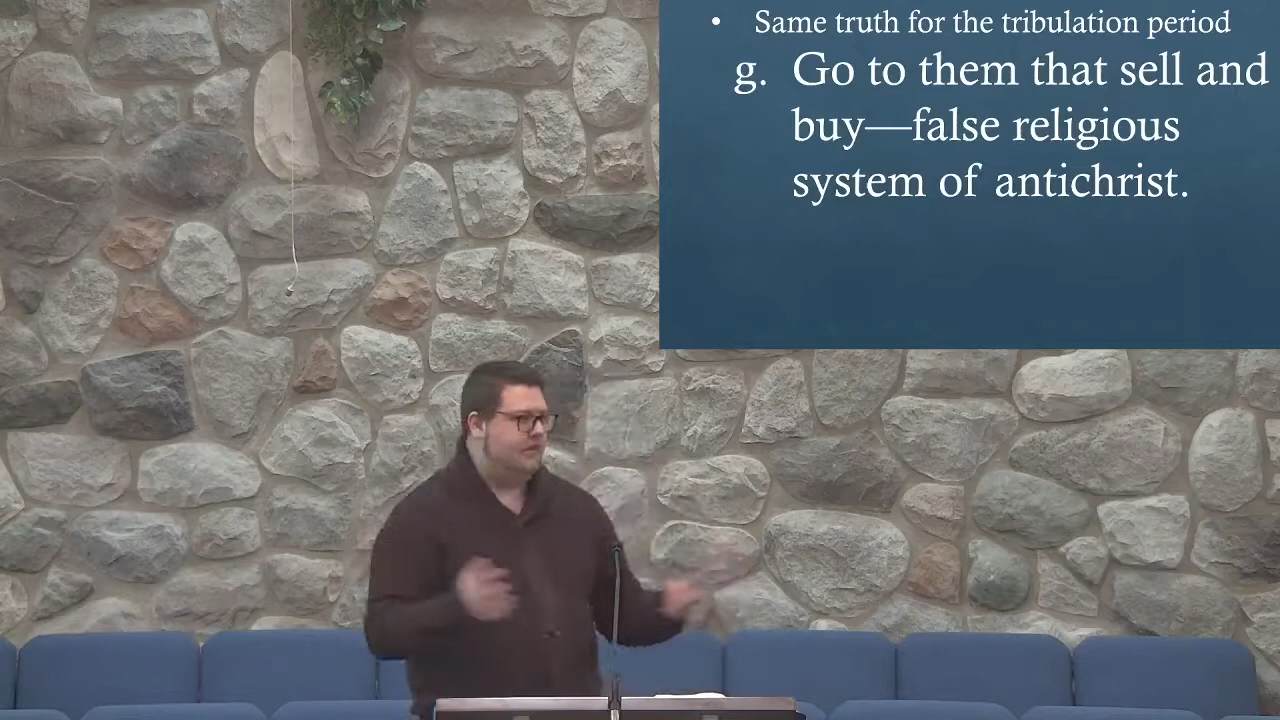 • Same truth for the tribulation period
g. Go to them that sell and
buy—false religious
system of antichrist.